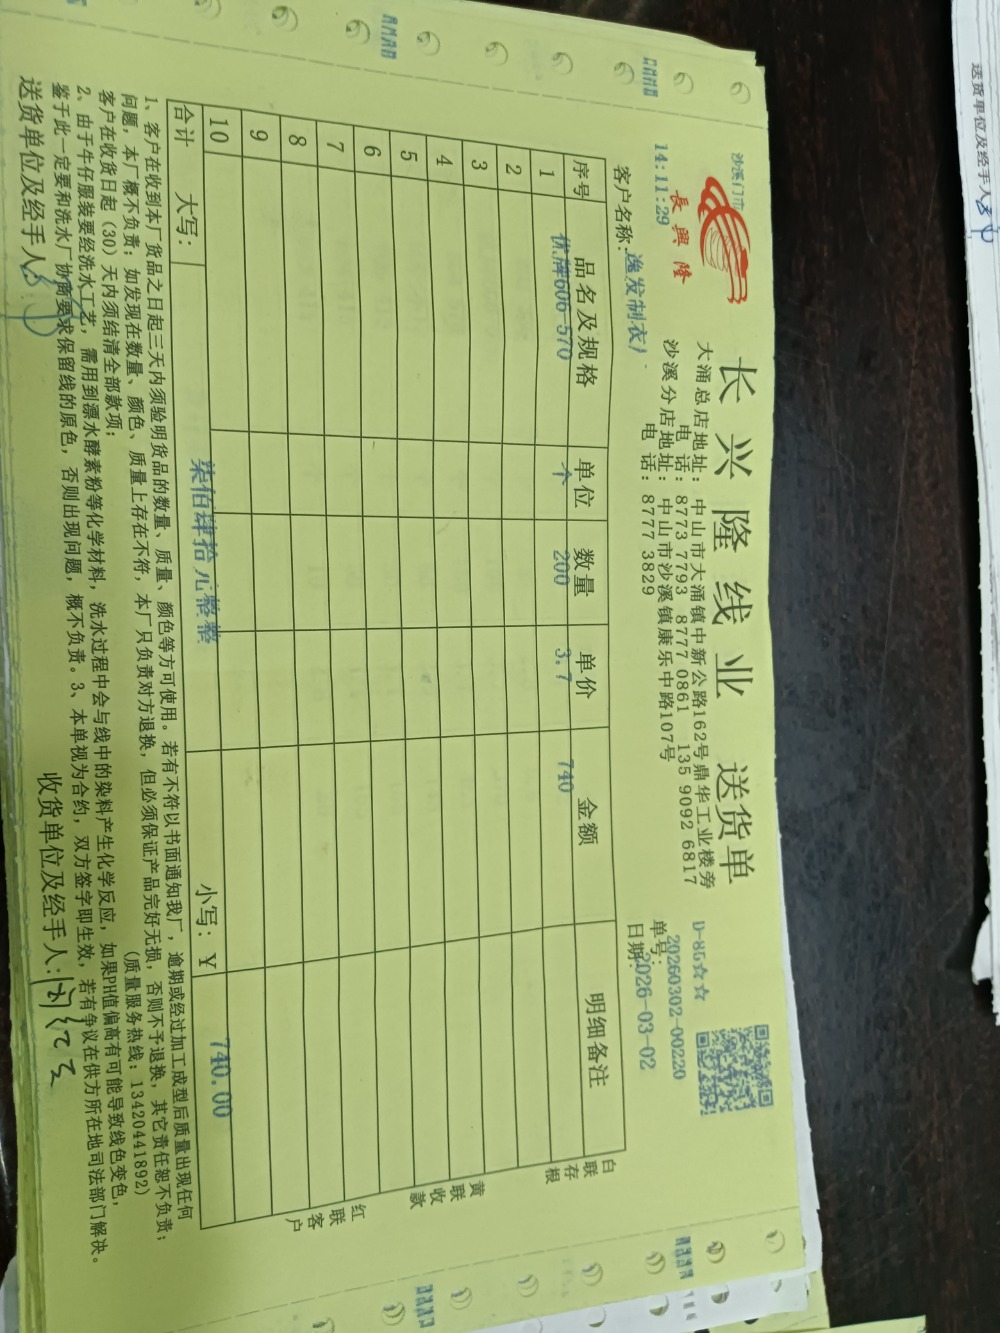 沙溪门市
長興隆
14:11:29
长兴隆线业 送货单
大涌总店地址：中山市大涌镇中新公路162号鼎华工业楼旁
电 话：8773 7793 8777 0861 135 9092 6817
沙溪分店地址：中山市沙溪镇康乐中路107号
电 话：8777 3829
D-85☆☆
单号：20260302-00220
日期：2026-03-02
客户名称：逸发制衣厂
序号 品名及规格 单位 数量 单价 金额 明细备注
1 优牌606-570 个 200 3.7 740
2
3
4
5
6
7
8
9
10
合计 大写： 柒佰肆拾元整整 小写：¥ 740.00
白联存根
黄联收款
红联客户
1、客户在收到本厂货品之日起三天内须验明货品的数量、质量、颜色等方可使用。若有不符以书面通知我厂，逾期或经过加工成型后质量出现任何
问题，本厂概不负责；如发现在数量、颜色、质量上存在不符，本厂只负责对方退换，但必须保证产品完好无损，否则不予退换，其它责任恕不负责；
客户在收货日起（30）天内须结清全部款项； （质量服务热线：13420441892）
2、由于牛仔服装要经洗水工艺，需用到漂水酵素粉等化学材料，洗水过程中会与线中的染料产生化学反应，如果PH值偏高有可能导致线色变色，
鉴于此一定要和洗水厂协商要求保留线的原色，否则出现问题，概不负责。3、本单视为合约，双方签字即生效，若有争议在供方所在地司法部门解决。
送货单位及经手人：
收货单位及经手人：
送货单位及经手人